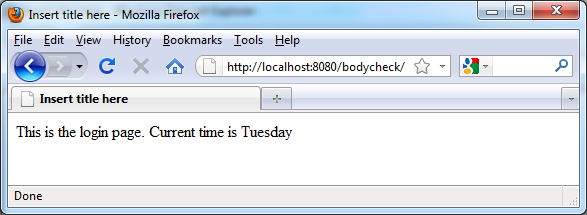 Insert title here - Mozilla Firefox
File Edit View History Bookmarks Tools Help
http://localhost:8080/bodycheck/
Insert title here
This is the login page. Current time is Tuesday
Done